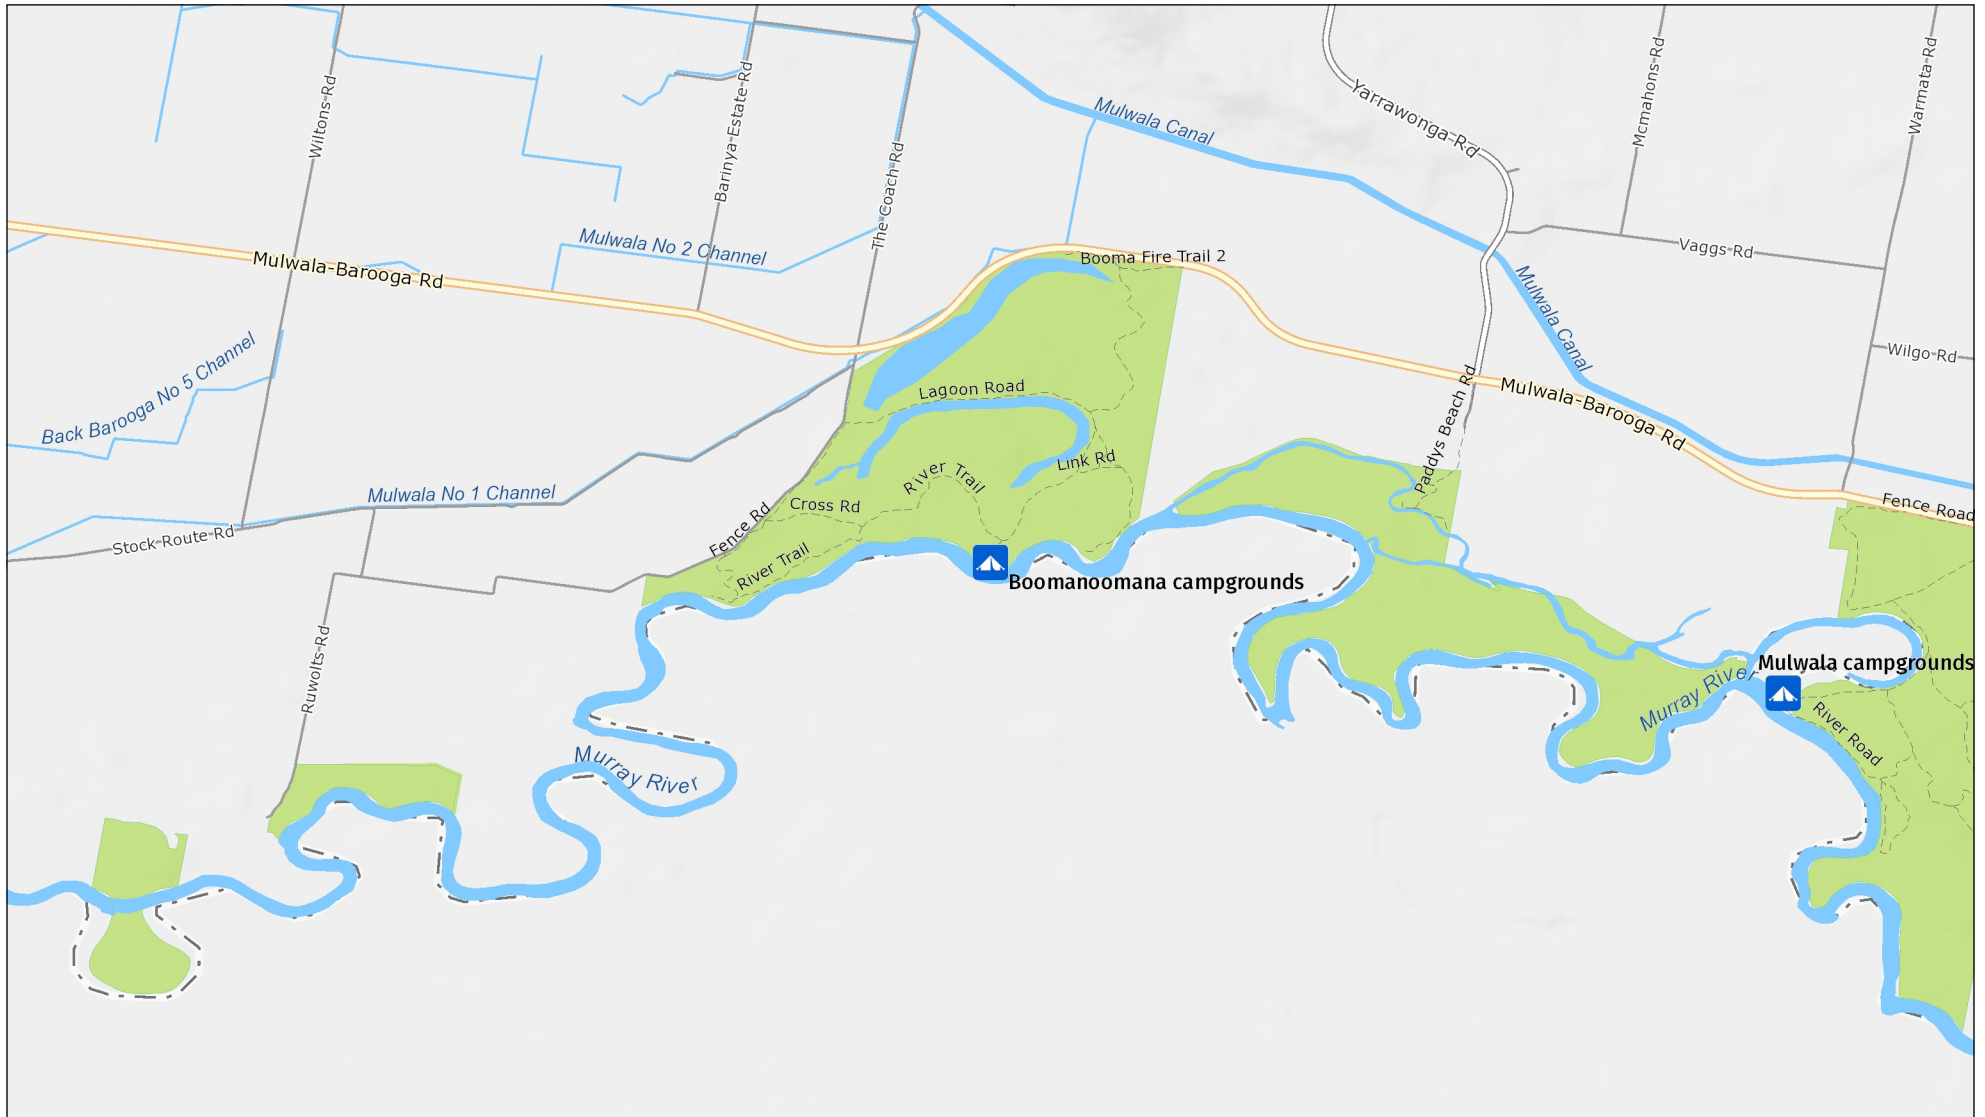 Wiltons-Rd
Barinya-Estate-Rd
The Coach-Rd
Mulwala Canal
Yarrawonga-Rd
Mcmahons-Rd
Warmata-Rd
Mulwala No 2 Channel
Mulwala-Barooga Rd
Booma Fire Trail 2
Vaggs Rd
Mulwala Canal
Wilgo Rd
Back Barooga No 5 Channel
Lagoon Road
Paddys Beach Rd
Mulwala-Barooga Rd
Link Rd
River Trail
Mulwala No 1 Channel
Cross Rd
Fence Road
Fence Rd
Stock Route Rd
River Trail
Boomanoomana campgrounds
Ruwolts-Rd
Mulwala campgrounds
Murray River
River Road
Murray River